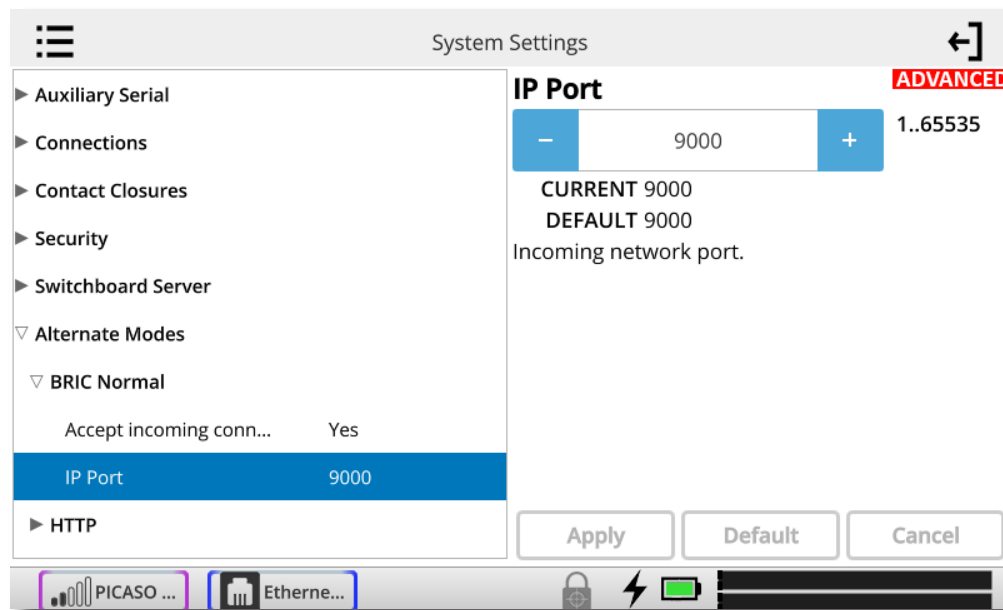 System Settings
Auxiliary Serial
Connections
Contact Closures
Security
Switchboard Server
Alternate Modes
BRIC Normal
Accept incoming conn... Yes
IP Port 9000
HTTP
IP Port
ADVANCED
− 9000 +
1..65535
CURRENT 9000
DEFAULT 9000
Incoming network port.
Apply Default Cancel
PICASO ... Etherne...